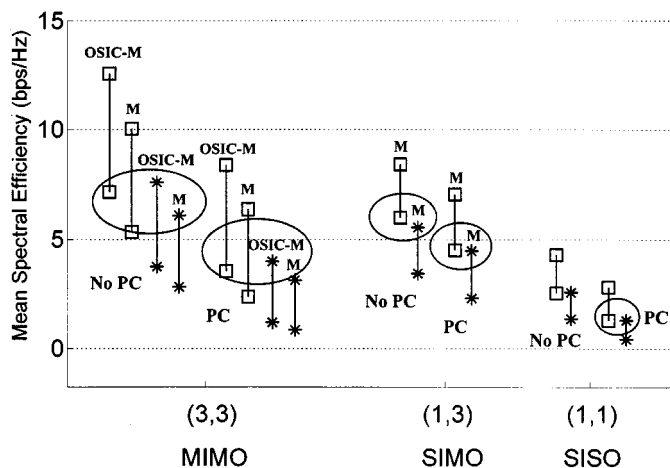 15
OSIC-M
M
10
OSIC-M
OSIC-M
M
M
M
M
M
M
5
OSIC-M
M
No PC
PC
No PC
PC
No PC
PC
0
Mean Spectral Efficiency (bps/Hz)
(3,3)
(1,3)
(1,1)
MIMO
SIMO
SISO